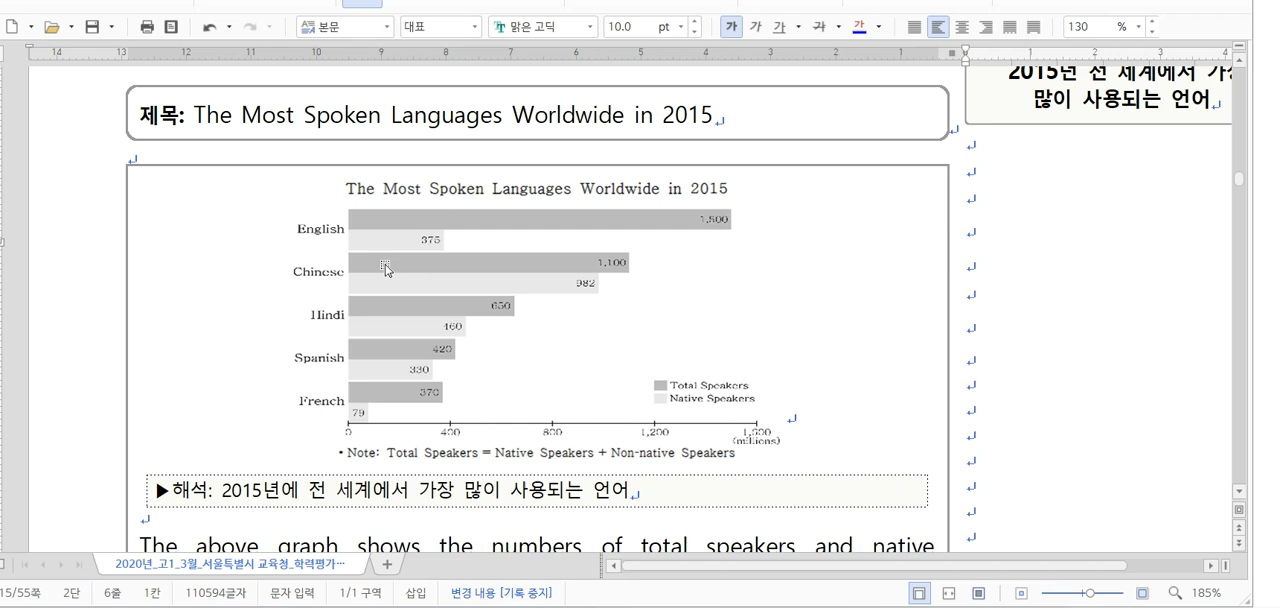 본문 대표 맑은 고딕 10.0 pt 가 가 가 가 가 130 %
14 13 12 11 10 9 8 7 6 5 4 3 2 1 1 2 3 4
2015년 전 세계에서
많이 사용되는 언어
제목: The Most Spoken Languages Worldwide in 2015
The Most Spoken Languages Worldwide in 2015
English 1,500
375
Chinese 1,100
982
Hindi 650
460
Spanish 420
330
French 370
79
Total Speakers
Native Speakers
0 400 800 1,200 1,600
(millions)
• Note: Total Speakers = Native Speakers + Non-native Speakers
▶해석: 2015년에 전 세계에서 가장 많이 사용되는 언어
The above graph shows the numbers of total speakers and native
2020년_고1_3월_서울특별시 교육청_학력평가···
15/55쪽 2단 6줄 1칸 110594글자 문자 입력 1/1 구역 삽입 변경 내용 [기록 중지] 185%